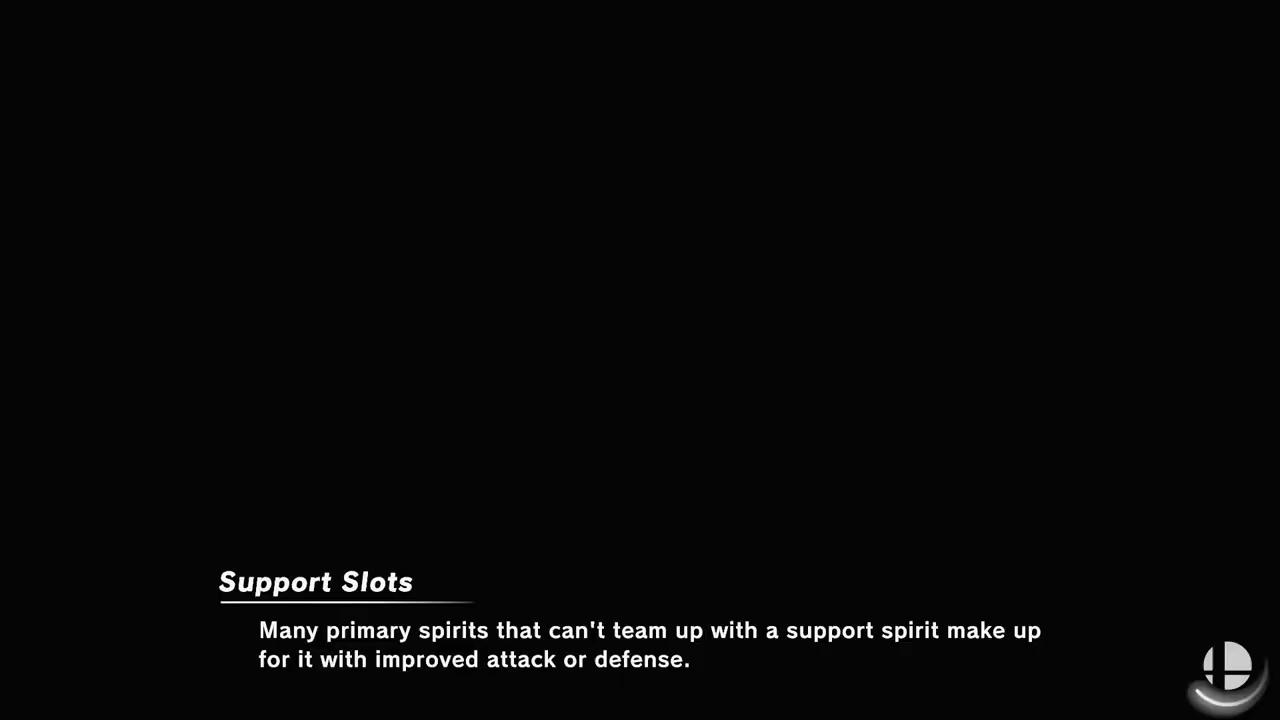 Support Slots
Many primary spirits that can't team up with a support spirit make up
for it with improved attack or defense.